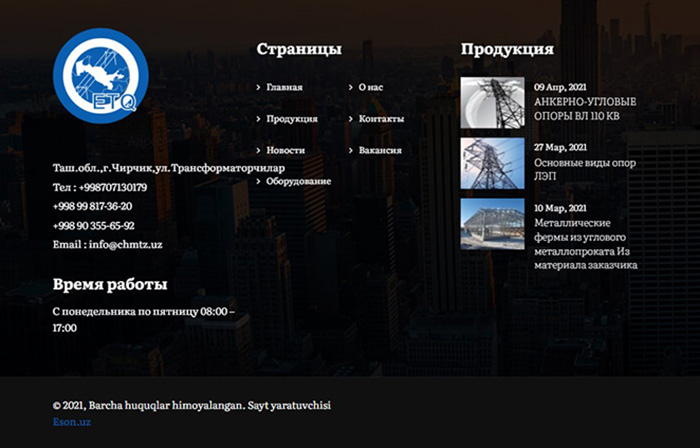 ETQ
Таш.обл.,г.Чирчик,ул.Трансформаторчилар
Тел : +998707130179
+998 99 817-36-20
+998 90 355-65-92
Email : info@chmtz.uz
Время работы
С понедельника по пятницу 08:00 –
17:00
Страницы
Главная
О нас
Продукция
Контакты
Новости
Вакансия
Оборудование
Продукция
09 Апр, 2021
АНКЕРНО-УГЛОВЫЕ
ОПОРЫ ВЛ 110 КВ
27 Мар, 2021
Основные виды опор
ЛЭП
10 Мар, 2021
Металлические
фермы из углового
металлопроката Из
материала заказчика
© 2021, Barcha huquqlar himoyalangan. Sayt yaratuvchisi
Eson.uz